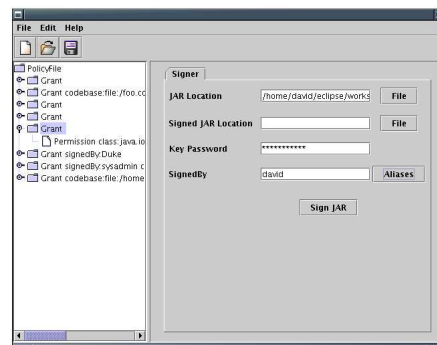 File Edit Help
PolicyFile
Grant
Grant codebase:file:/foo.cc
Grant
Grant
Grant
Permission class:java.io
Grant signedBy:Duke
Grant signedBy:sysadmin c
Grant codebase:file:/home
Signer
JAR Location /home/david/eclipse/works File
Signed JAR Location File
Key Password ***********
SignedBy david Aliases
Sign JAR